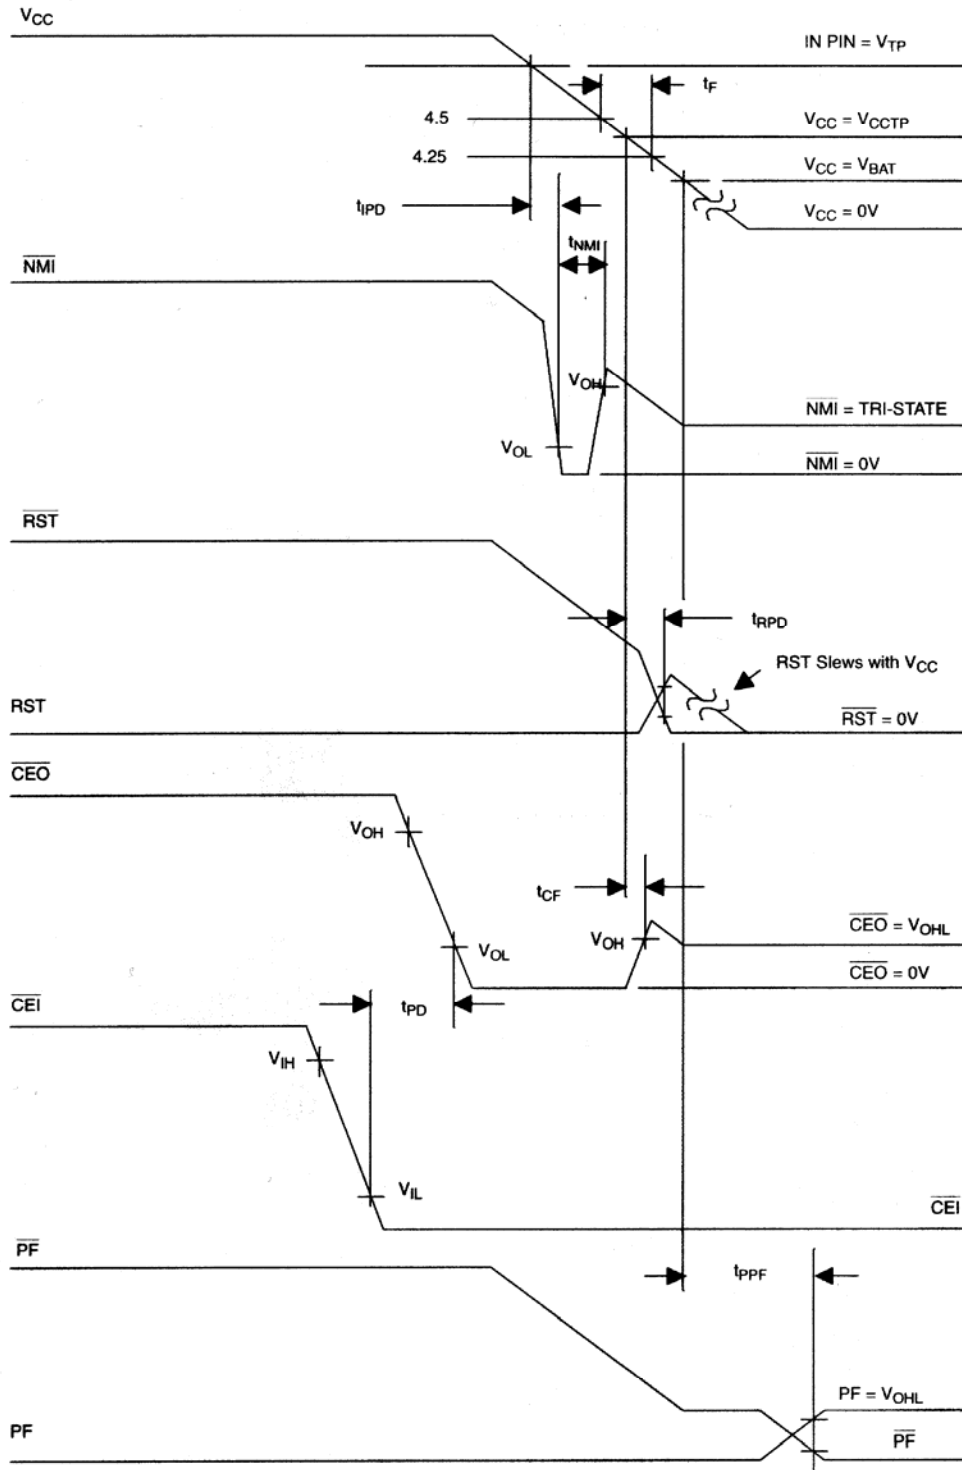 VCC
IN PIN = VTP
tF
4.5
VCC = VCCTP
4.25
VCC = VBAT
tIPD
VCC = 0V
tNMI
NMI
VOH
NMI = TRI-STATE
VOL
NMI = 0V
RST
tRPD
RST Slews with VCC
RST
RST = 0V
CEO
VOH
tCF
CEO = VOHL
VOH
VOL
CEO = 0V
CEI
tPD
VIH
VIL
CEI
PF
tPPF
PF = VOHL
PF
PF